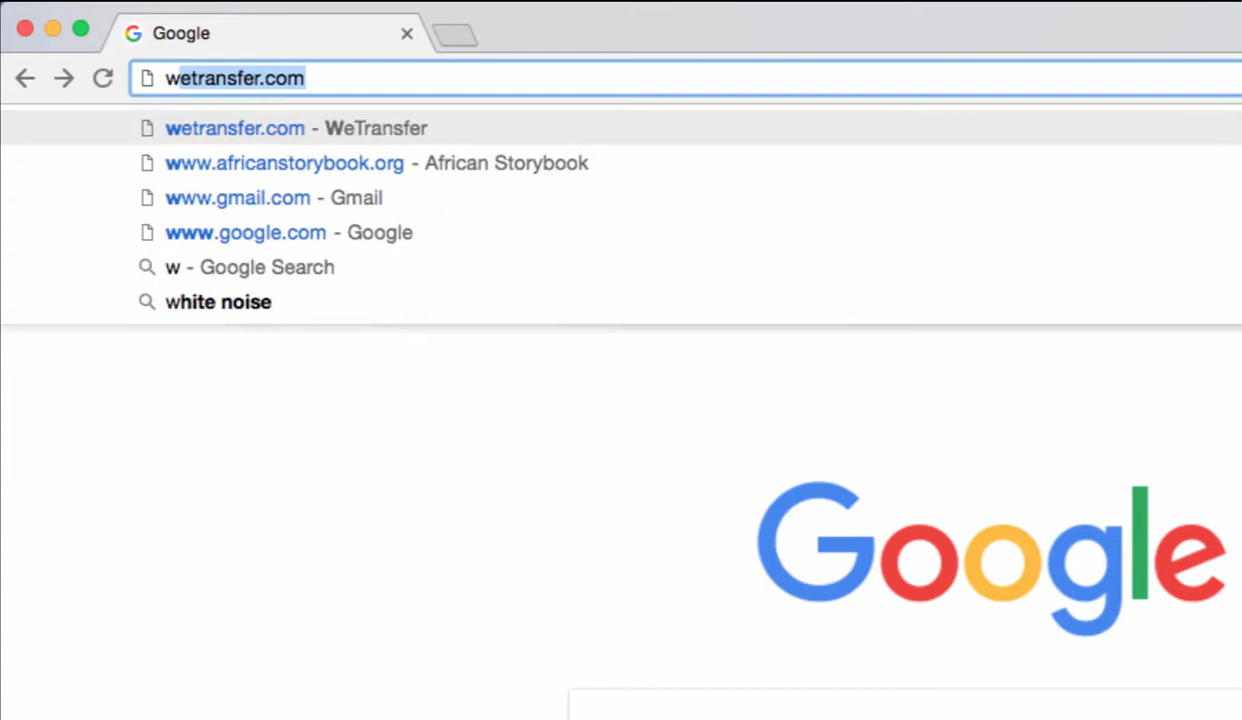 Google
wetransfer.com
wetransfer.com - WeTransfer
www.africanstorybook.org - African Storybook
www.gmail.com - Gmail
www.google.com - Google
w - Google Search
white noise
Google